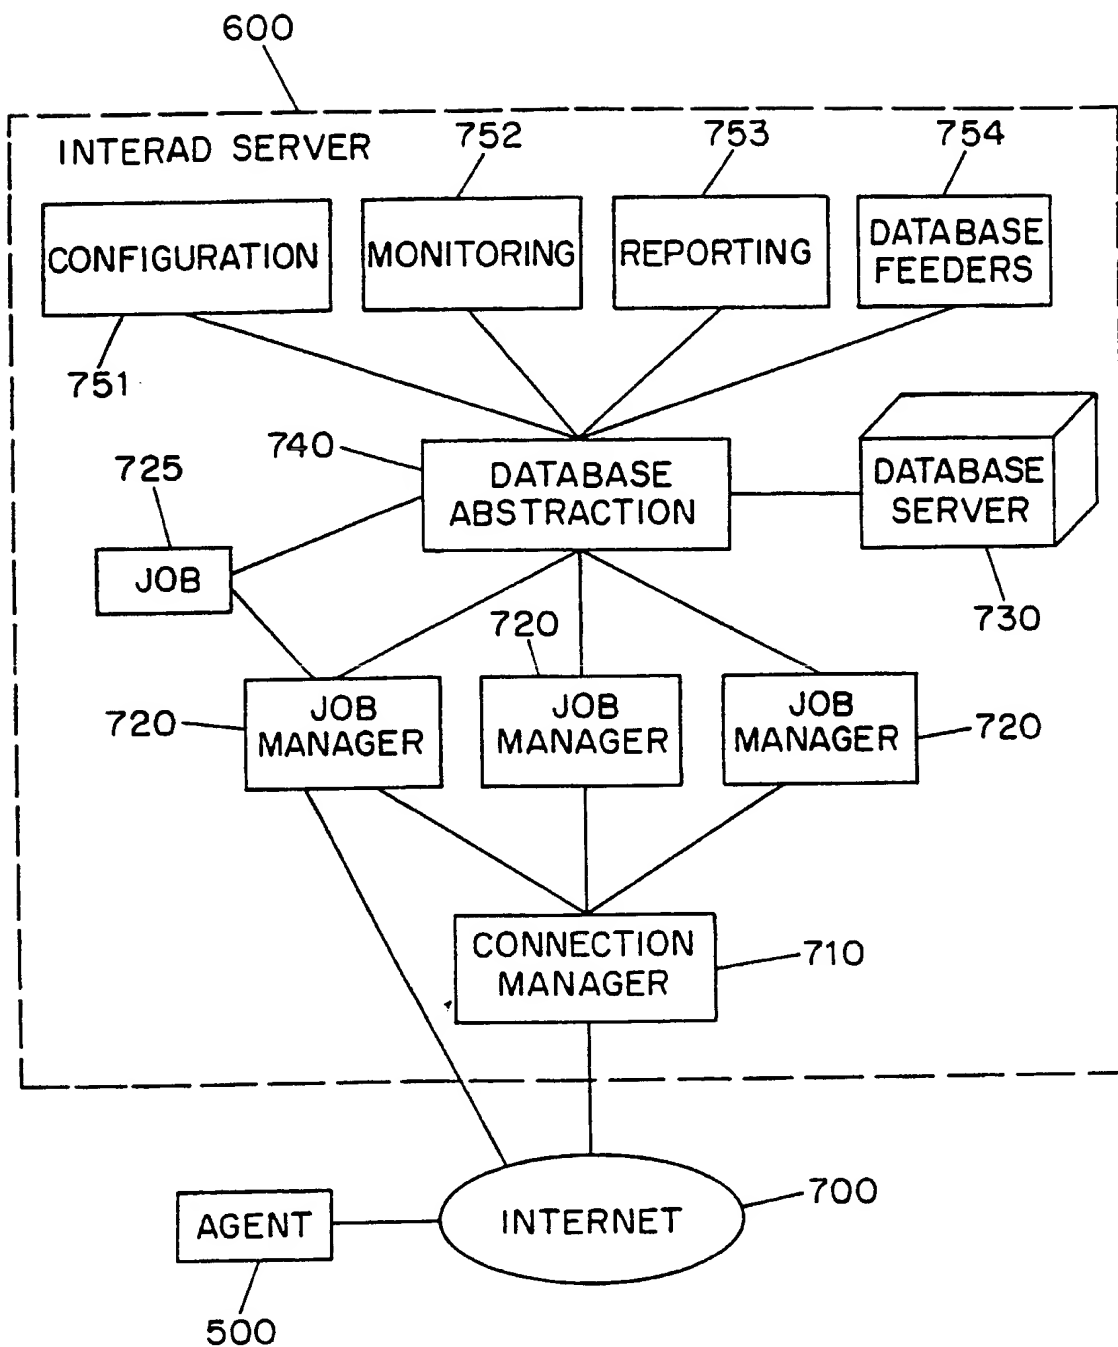 600
INTERAD SERVER
752
753
754
CONFIGURATION
MONITORING
REPORTING
DATABASE
FEEDERS
751
740
725
DATABASE
ABSTRACTION
DATABASE
SERVER
JOB
730
720
720
JOB
MANAGER
JOB
MANAGER
JOB
MANAGER
720
CONNECTION
MANAGER
710
700
AGENT
INTERNET
500